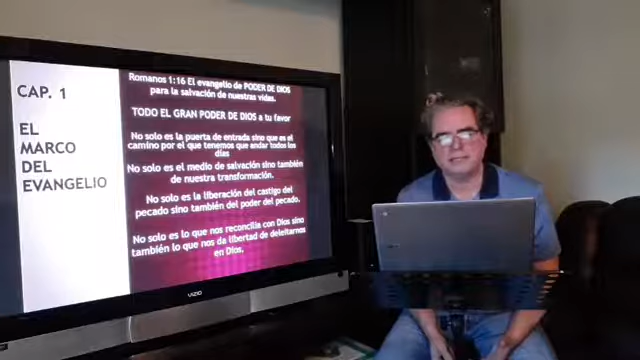 CAP. 1
EL
MARCO
DEL
EVANGELIO
Romanos 1:16 El evangelio de PODER DE DIOS
para la salvación de nuestras vidas.
TODO EL GRAN PODER DE DIOS a tu favor
No solo es la puerta de entrada sino que es el
camino por el que tenemos que andar todos los
días
No solo es el medio de salvación sino también
de nuestra transformación.
No solo es la liberación del castigo del
pecado sino también del poder del pecado.
No solo es lo que nos reconcilia con Dios sino
también lo que nos da libertad de deleitarnos
en Dios.
VIZIO